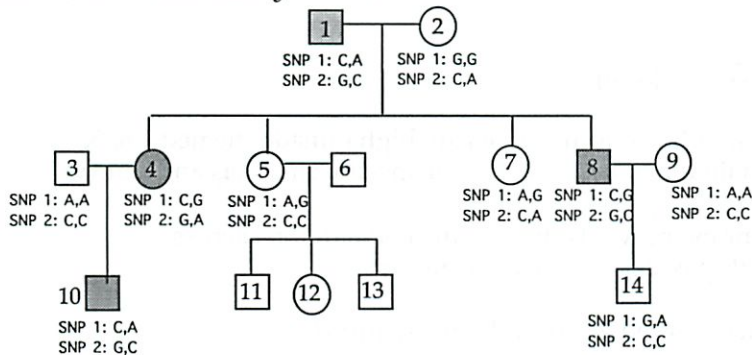 1
2
SNP 1: C,A
SNP 2: G,C
SNP 1: G,G
SNP 2: C,A
3
4
5
6
7
8
9
SNP 1: A,A
SNP 2: C,C
SNP 1: C,G
SNP 2: G,A
SNP 1: A,G
SNP 2: C,C
SNP 1: A,G
SNP 2: C,A
SNP 1: C,G
SNP 2: G,C
SNP 1: A,A
SNP 2: C,C
10
11
12
13
14
SNP 1: C,A
SNP 2: G,C
SNP 1: G,A
SNP 2: C,C